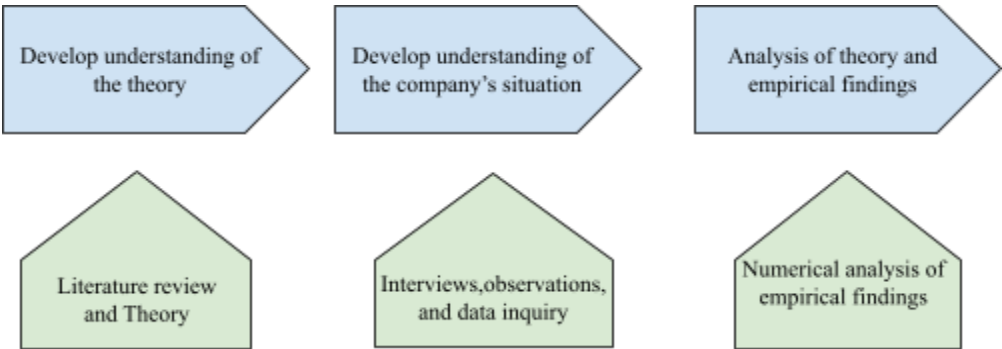 Develop understanding of
the theory
Develop understanding of
the company's situation
Analysis of theory and
empirical findings
Literature review
and Theory
Interviews,observations,
and data inquiry
Numerical analysis of
empirical findings